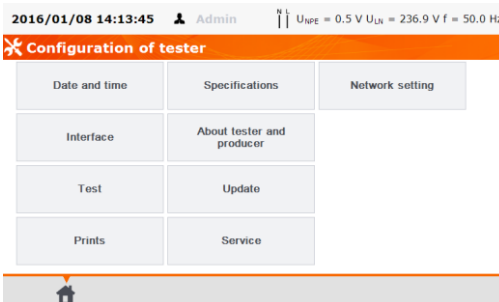 2016/01/08 14:13:45 Admin N L UNPE = 0.5 V ULN = 236.9 V f = 50.0 Hz
Configuration of tester
Date and time Specifications Network setting
Interface About tester and producer
Test Update
Prints Service